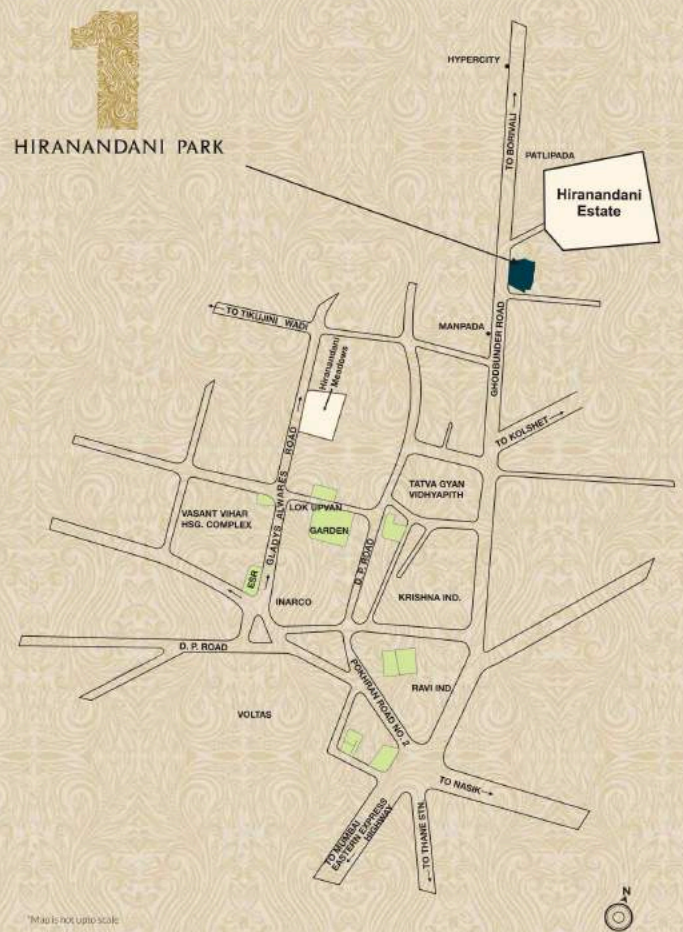 1
HIRANANDANI PARK
HYPERCITY
TO BORIVALI
PATLIPADA
Hiranandani
Estate
TO TIKUJINI WADI
MANPADA
GHODBUNDER ROAD
Hiranandani
Meadows
TO KOLSHET
GLADYS ALWARES ROAD
TATVA GYAN
VIDHYAPITH
VASANT VIHAR
HSG. COMPLEX
LOK UPVAN
GARDEN
D. P. ROAD
ESR
INARCO
KRISHNA IND.
D. P. ROAD
POKHRAN ROAD NO. 2
RAVI IND.
VOLTAS
TO NASIK
TO MUMBAI
EASTERN EXPRESS
HIGHWAY
TO THANE STN.
N
*Map is not upto scale